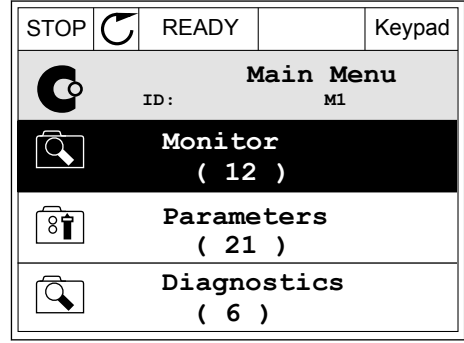 STOP READY Keypad
Main Menu
ID: M1
Monitor
( 12 )
Parameters
( 21 )
Diagnostics
( 6 )